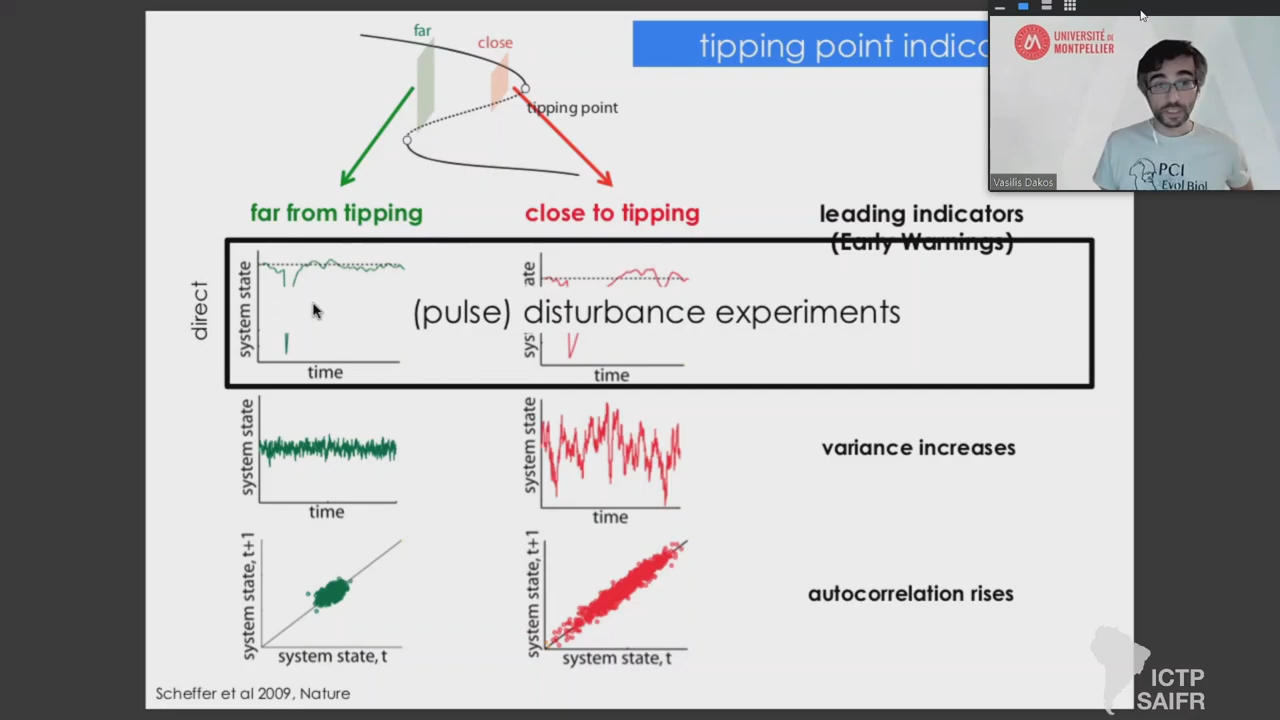 far
close
tipping point indic
UNIVERSITÉ DE
MONTPELLIER
tipping point
PCI
Evol Biol
Vasilis Dakos
far from tipping
close to tipping
leading indicators
(Early Warnings)
direct
system state
time
(pulse) disturbance experiments
ate
sys
time
system state
time
system state
time
variance increases
system state, t+1
system state, t
system state, t+1
system state, t
autocorrelation rises
Scheffer et al 2009, Nature
ICTP
SAIFR